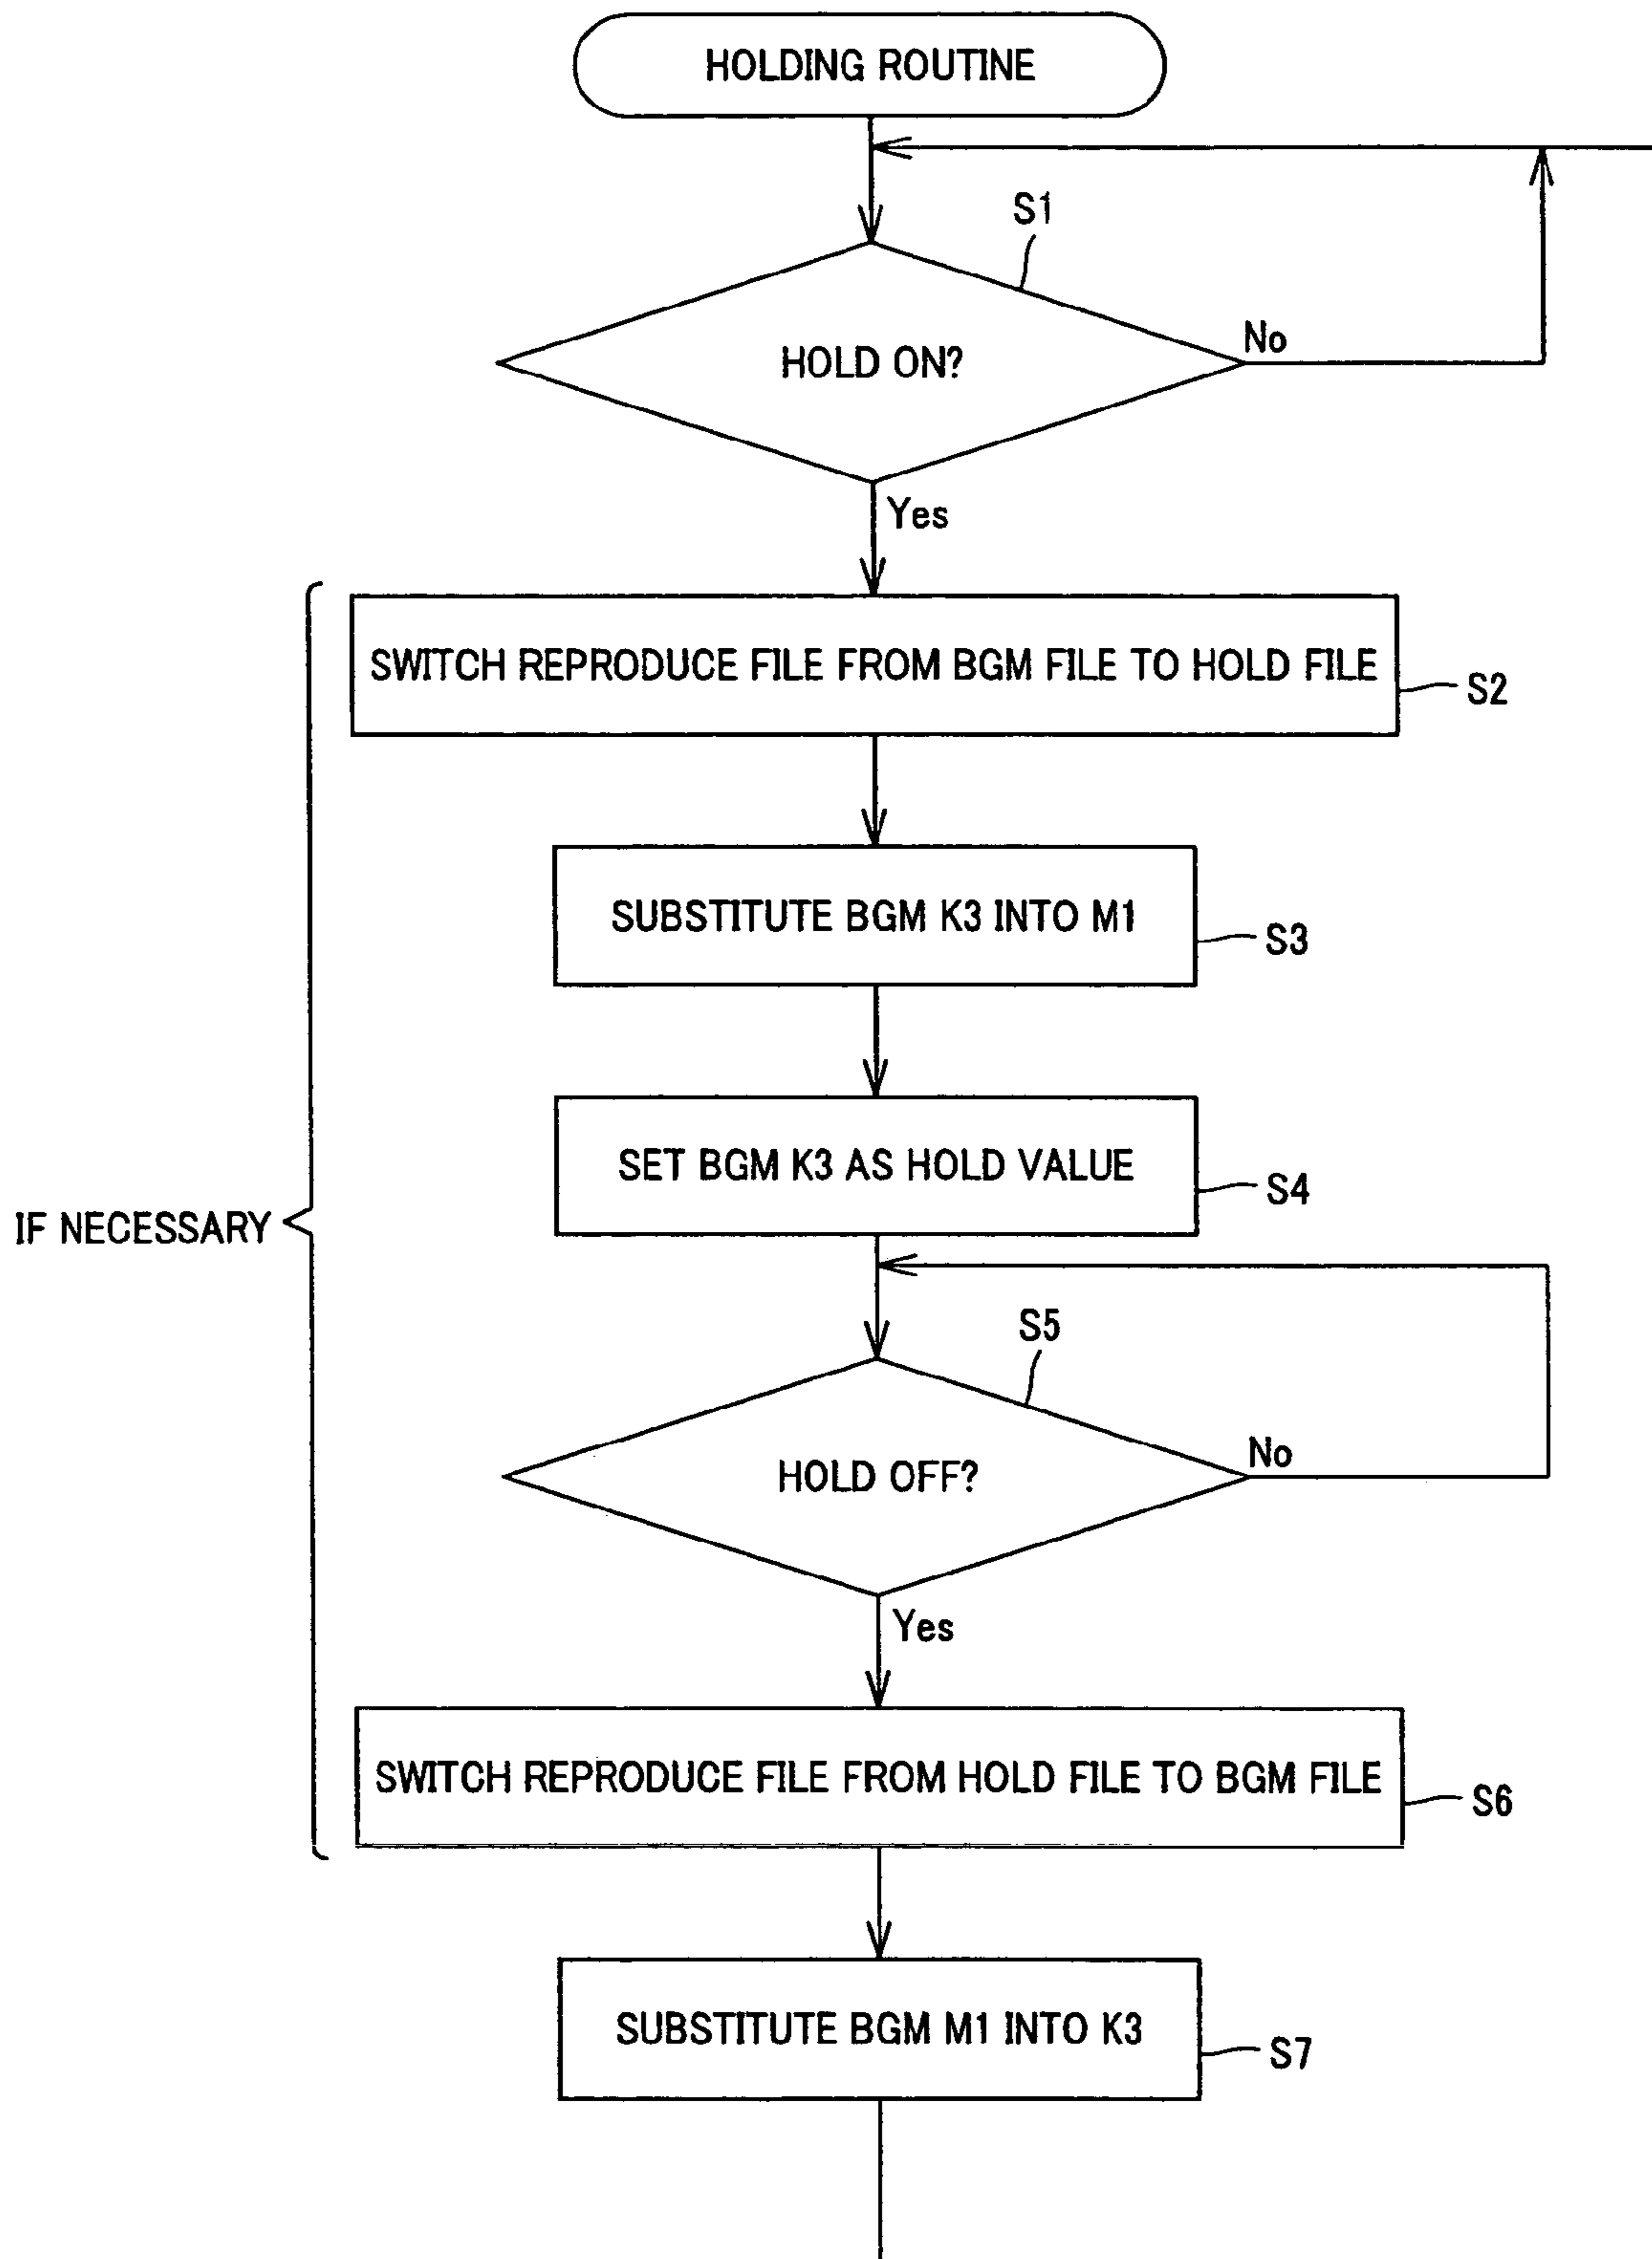 HOLDING ROUTINE
S1
HOLD ON?
No
Yes
SWITCH REPRODUCE FILE FROM BGM FILE TO HOLD FILE
S2
SUBSTITUTE BGM K3 INTO M1
S3
SET BGM K3 AS HOLD VALUE
S4
IF NECESSARY
S5
HOLD OFF?
No
Yes
SWITCH REPRODUCE FILE FROM HOLD FILE TO BGM FILE
S6
SUBSTITUTE BGM M1 INTO K3
S7